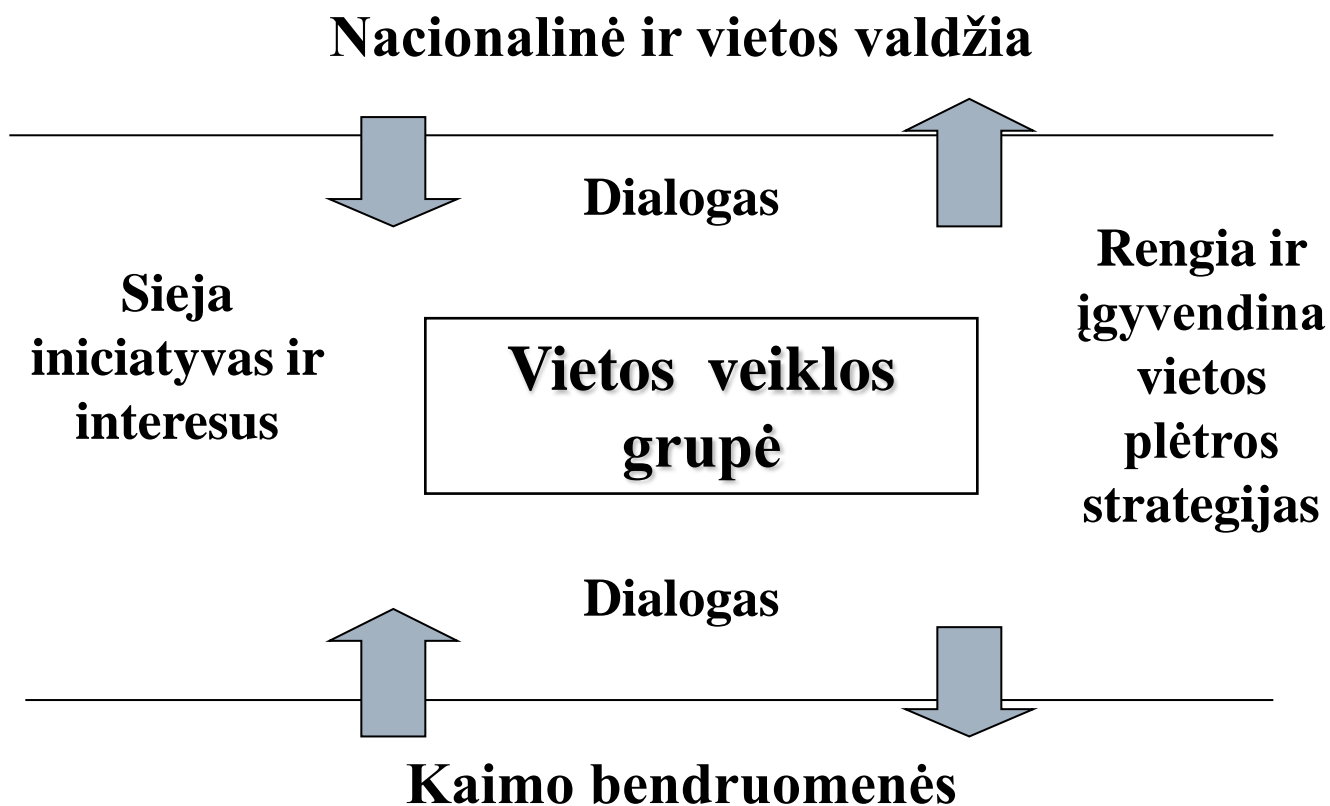 Nacionalinė ir vietos valdžia
Dialogas
Sieja
iniciatyvas ir
interesus
Vietos veiklos
grupė
Rengia ir
įgyvendina
vietos
plėtros
strategijas
Dialogas
Kaimo bendruomenės